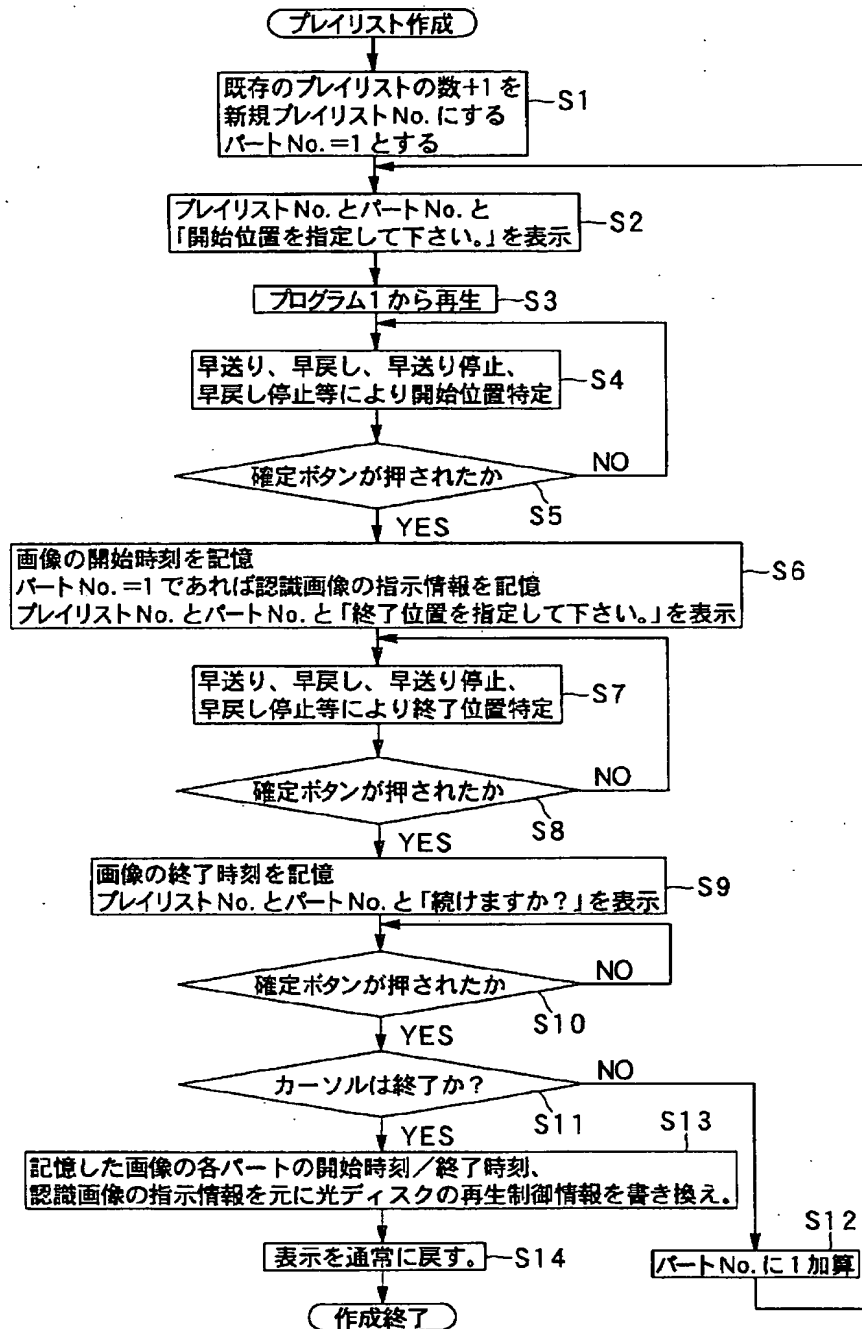 プレイリスト作成
既存のプレイリストの数+1を
新規プレイリストNo.にする
パートNo.=1とする
S1
プレイリストNo.とパートNo.と
「開始位置を指定して下さい。」を表示
S2
プログラム1から再生
S3
早送り、早戻し、早送り停止、
早戻し停止等により開始位置特定
S4
確定ボタンが押されたか
NO
S5
YES
画像の開始時刻を記憶
パートNo.=1であれば認識画像の指示情報を記憶
プレイリストNo.とパートNo.と「終了位置を指定して下さい。」を表示
S6
早送り、早戻し、早送り停止、
早戻し停止等により終了位置特定
S7
確定ボタンが押されたか
NO
S8
YES
画像の終了時刻を記憶
プレイリストNo.とパートNo.と「続けますか?」を表示
S9
確定ボタンが押されたか
NO
S10
YES
カーソルは終了か?
NO
S11
YES
S13
記憶した画像の各パートの開始時刻/終了時刻、
認識画像の指示情報を元に光ディスクの再生制御情報を書き換え。
S12
パートNo.に1加算
表示を通常に戻す。
S14
作成終了